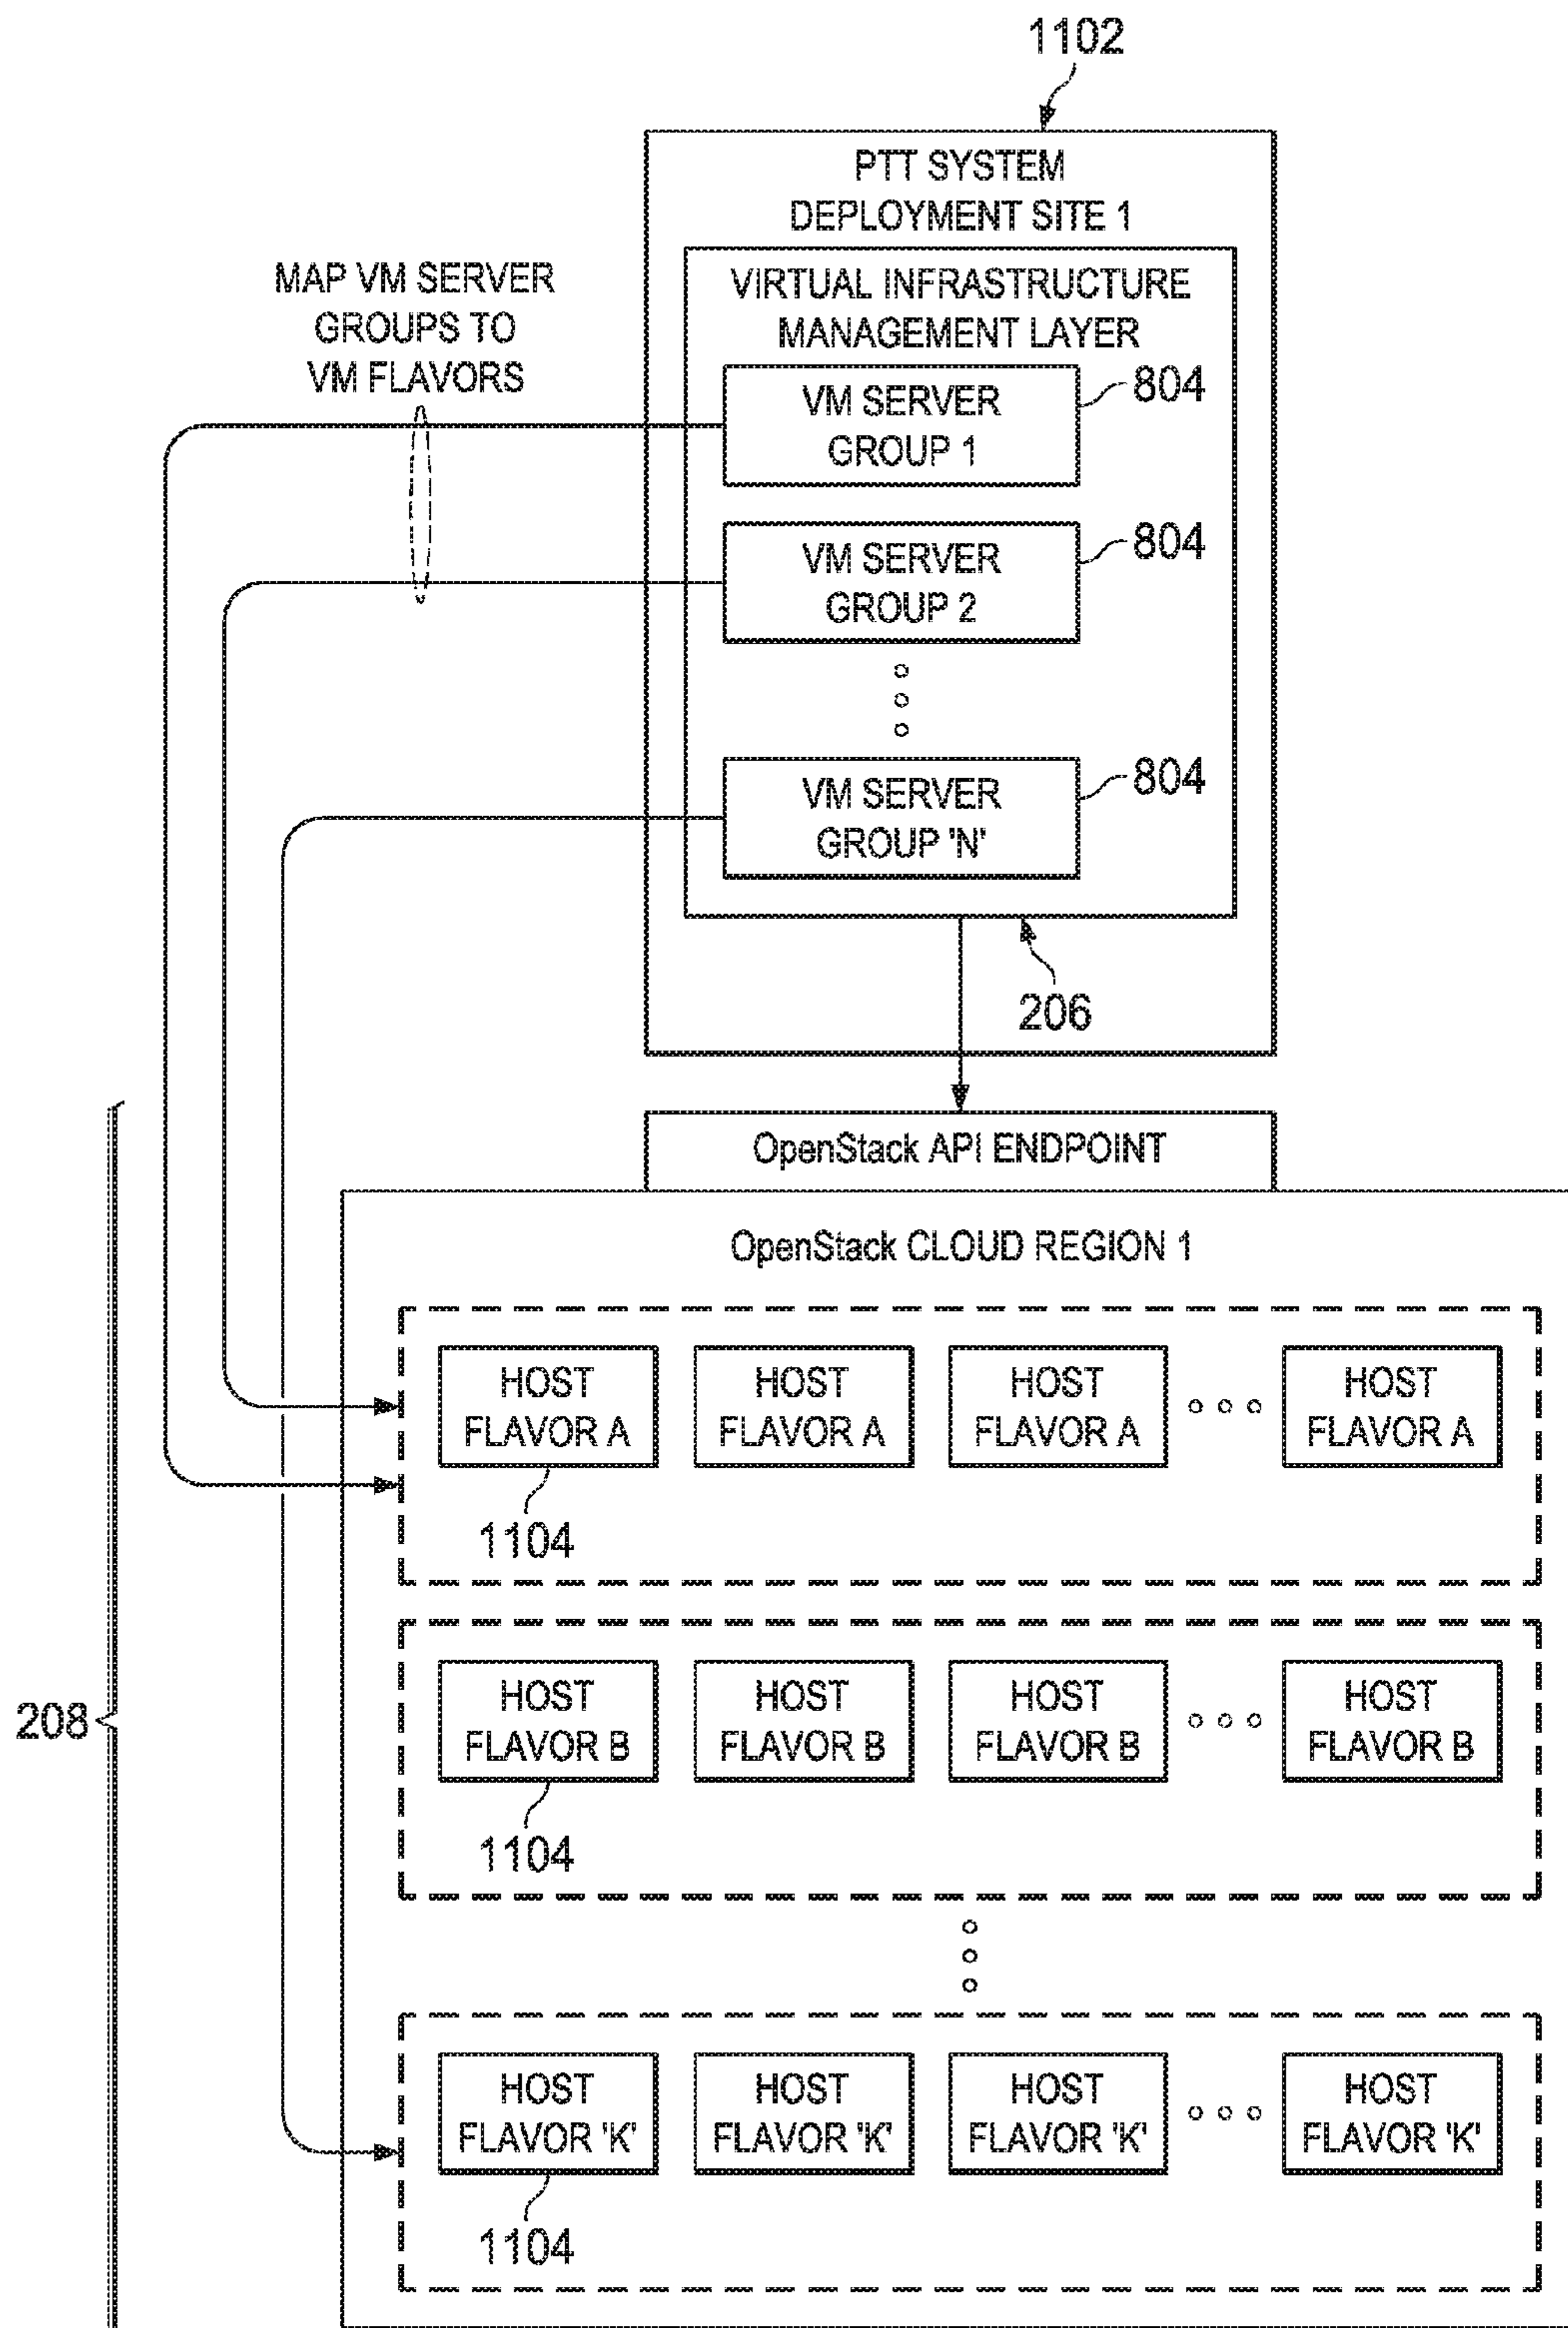 1102
PTT SYSTEM
DEPLOYMENT SITE 1
MAP VM SERVER
GROUPS TO
VM FLAVORS
VIRTUAL INFRASTRUCTURE
MANAGEMENT LAYER
VM SERVER
GROUP 1
804
VM SERVER
GROUP 2
804
VM SERVER
GROUP 'N'
804
206
OpenStack API ENDPOINT
OpenStack CLOUD REGION 1
HOST
FLAVOR A
HOST
FLAVOR A
HOST
FLAVOR A
HOST
FLAVOR A
1104
208
HOST
FLAVOR B
HOST
FLAVOR B
HOST
FLAVOR B
HOST
FLAVOR B
1104
HOST
FLAVOR 'K'
HOST
FLAVOR 'K'
HOST
FLAVOR 'K'
HOST
FLAVOR 'K'
1104